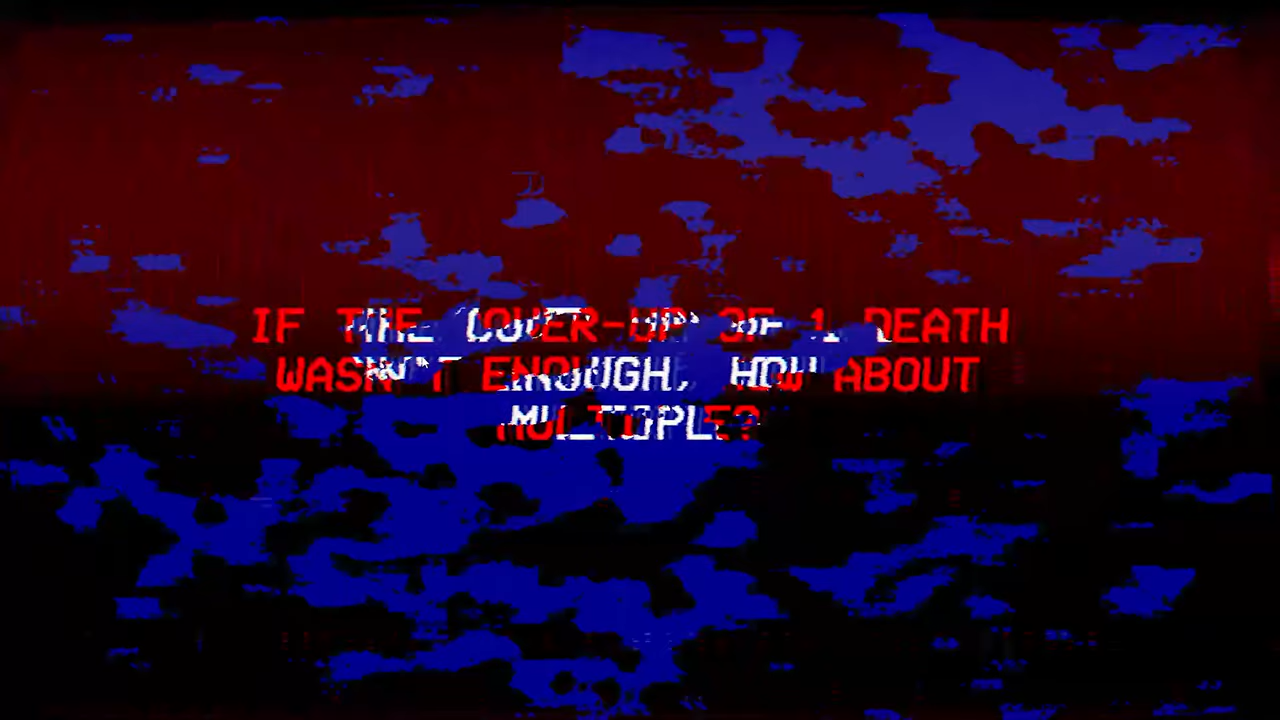 IF THE COVER-UP OF 1 DEATH
WASN'T ENOUGH, HOW ABOUT
MULTIPLE?